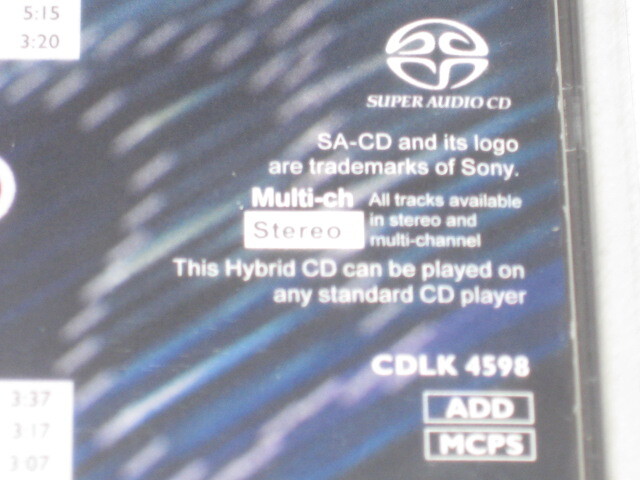 5:15
3:20
SUPER AUDIO CD
SA-CD and its logo
are trademarks of Sony.
Multi-ch All tracks available
Stereo in stereo and
multi-channel
This Hybrid CD can be played on
any standard CD player
CDLK 4598
ADD
MCPS
3:37
3:17
3:07